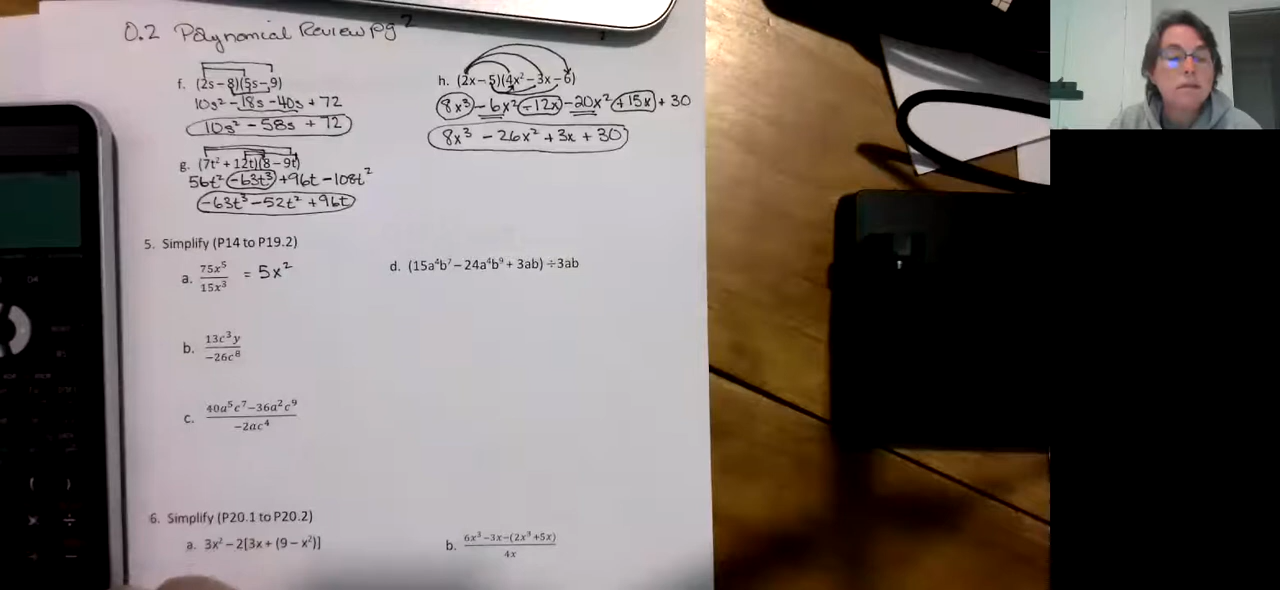 0.2 Polynomial Review pg 2
f. (2s – 8)(5s – 9)
10s² - 18s - 40s + 72
10s² - 58s + 72
g. (7t² + 12t)(8 – 9t)
56t² - 63t³ + 96t - 108t²
-63t³ - 52t² + 96t
h. (2x – 5)(4x² – 3x – 6)
8x³ - 6x² - 12x - 20x² + 15x + 30
8x³ - 26x² + 3x + 30
5. Simplify (P14 to P19.2)
a. 75x⁵/15x³ = 5x²
b. 13c³y/−26c⁸
c. 40a⁵c⁷−36a²c⁹/−2ac⁴
d. (15a⁴b⁷ – 24a⁴b⁹ + 3ab) ÷3ab
6. Simplify (P20.1 to P20.2)
a. 3x² – 2[3x + (9 – x²)]
b. 6x³−3x−(2x³+5x)/4x